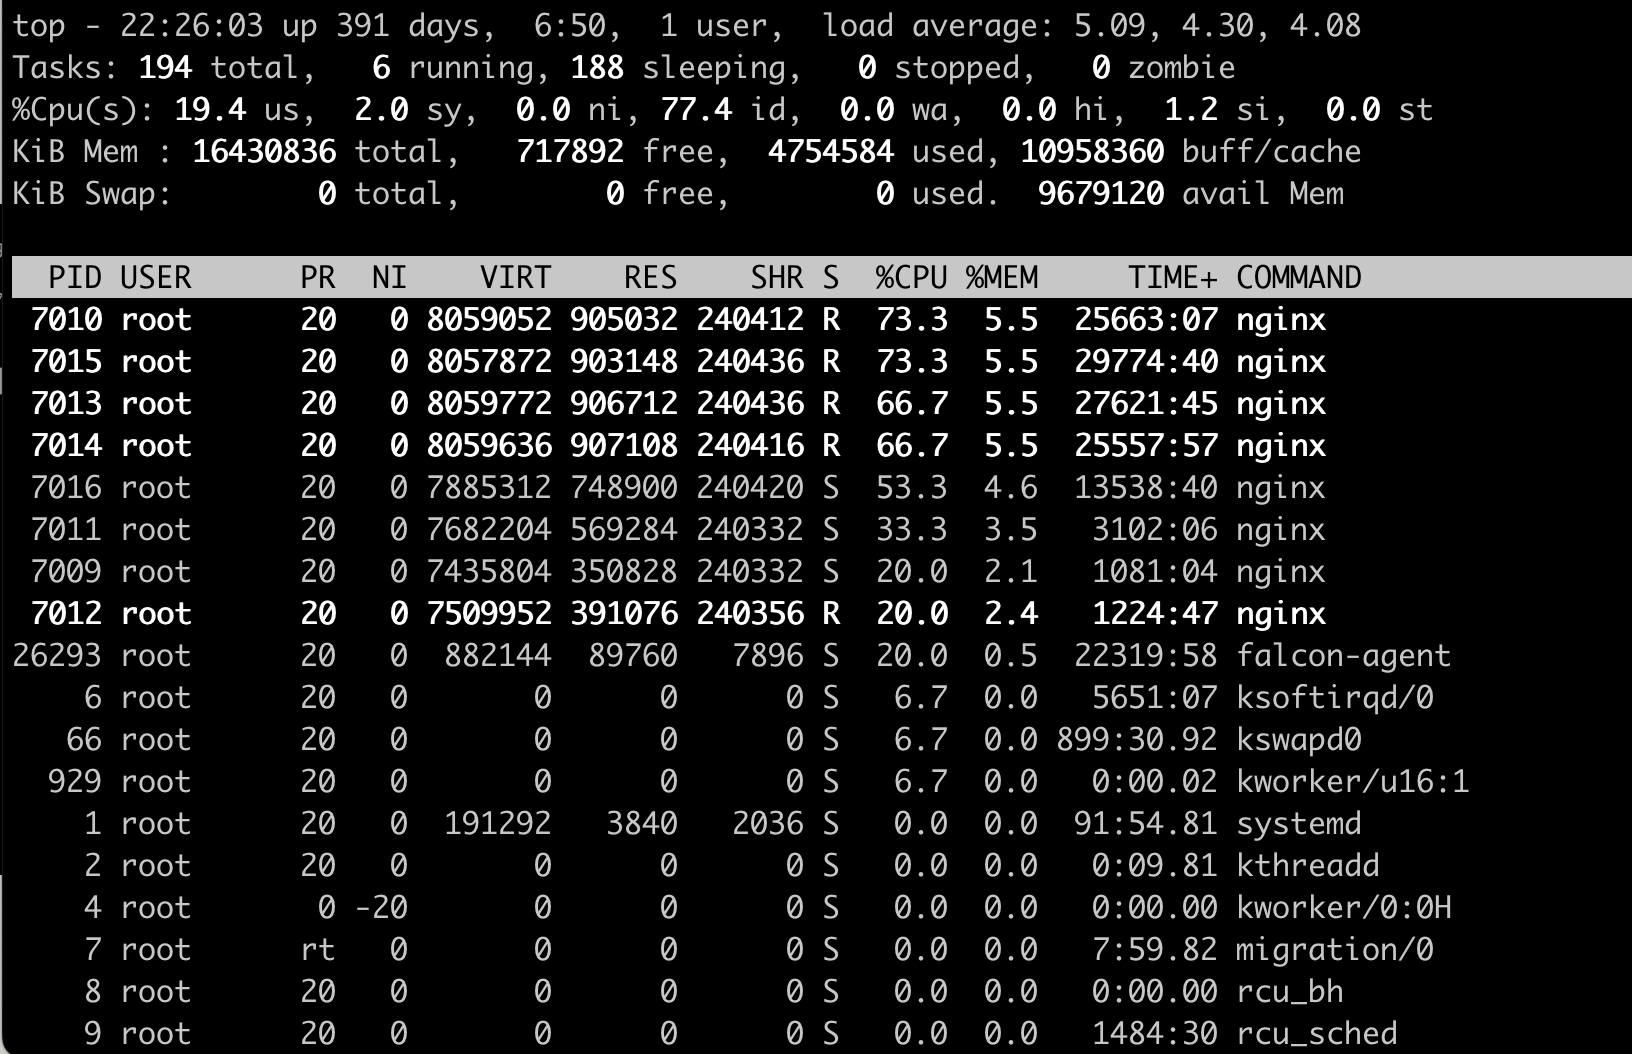 top - 22:26:03 up 391 days,  6:50,  1 user,  load average: 5.09, 4.30, 4.08
Tasks: 194 total,   6 running, 188 sleeping,   0 stopped,   0 zombie
%Cpu(s): 19.4 us,  2.0 sy,  0.0 ni, 77.4 id,  0.0 wa,  0.0 hi,  1.2 si,  0.0 st
KiB Mem : 16430836 total,   717892 free,  4754584 used, 10958360 buff/cache
KiB Swap:        0 total,        0 free,        0 used.  9679120 avail Mem
  PID USER      PR  NI    VIRT    RES    SHR S  %CPU %MEM     TIME+ COMMAND
 7010 root      20   0 8059052 905032 240412 R  73.3  5.5  25663:07 nginx
 7015 root      20   0 8057872 903148 240436 R  73.3  5.5  29774:40 nginx
 7013 root      20   0 8059772 906712 240436 R  66.7  5.5  27621:45 nginx
 7014 root      20   0 8059636 907108 240416 R  66.7  5.5  25557:57 nginx
 7016 root      20   0 7885312 748900 240420 S  53.3  4.6  13538:40 nginx
 7011 root      20   0 7682204 569284 240332 S  33.3  3.5   3102:06 nginx
 7009 root      20   0 7435804 350828 240332 S  20.0  2.1   1081:04 nginx
 7012 root      20   0 7509952 391076 240356 R  20.0  2.4   1224:47 nginx
26293 root      20   0  882144  89760   7896 S  20.0  0.5  22319:58 falcon-agent
    6 root      20   0       0      0      0 S   6.7  0.0   5651:07 ksoftirqd/0
   66 root      20   0       0      0      0 S   6.7  0.0 899:30.92 kswapd0
  929 root      20   0       0      0      0 S   6.7  0.0   0:00.02 kworker/u16:1
    1 root      20   0  191292   3840   2036 S   0.0  0.0  91:54.81 systemd
    2 root      20   0       0      0      0 S   0.0  0.0   0:09.81 kthreadd
    4 root       0 -20       0      0      0 S   0.0  0.0   0:00.00 kworker/0:0H
    7 root      rt   0       0      0      0 S   0.0  0.0   7:59.82 migration/0
    8 root      20   0       0      0      0 S   0.0  0.0   0:00.00 rcu_bh
    9 root      20   0       0      0      0 S   0.0  0.0   1484:30 rcu_sched